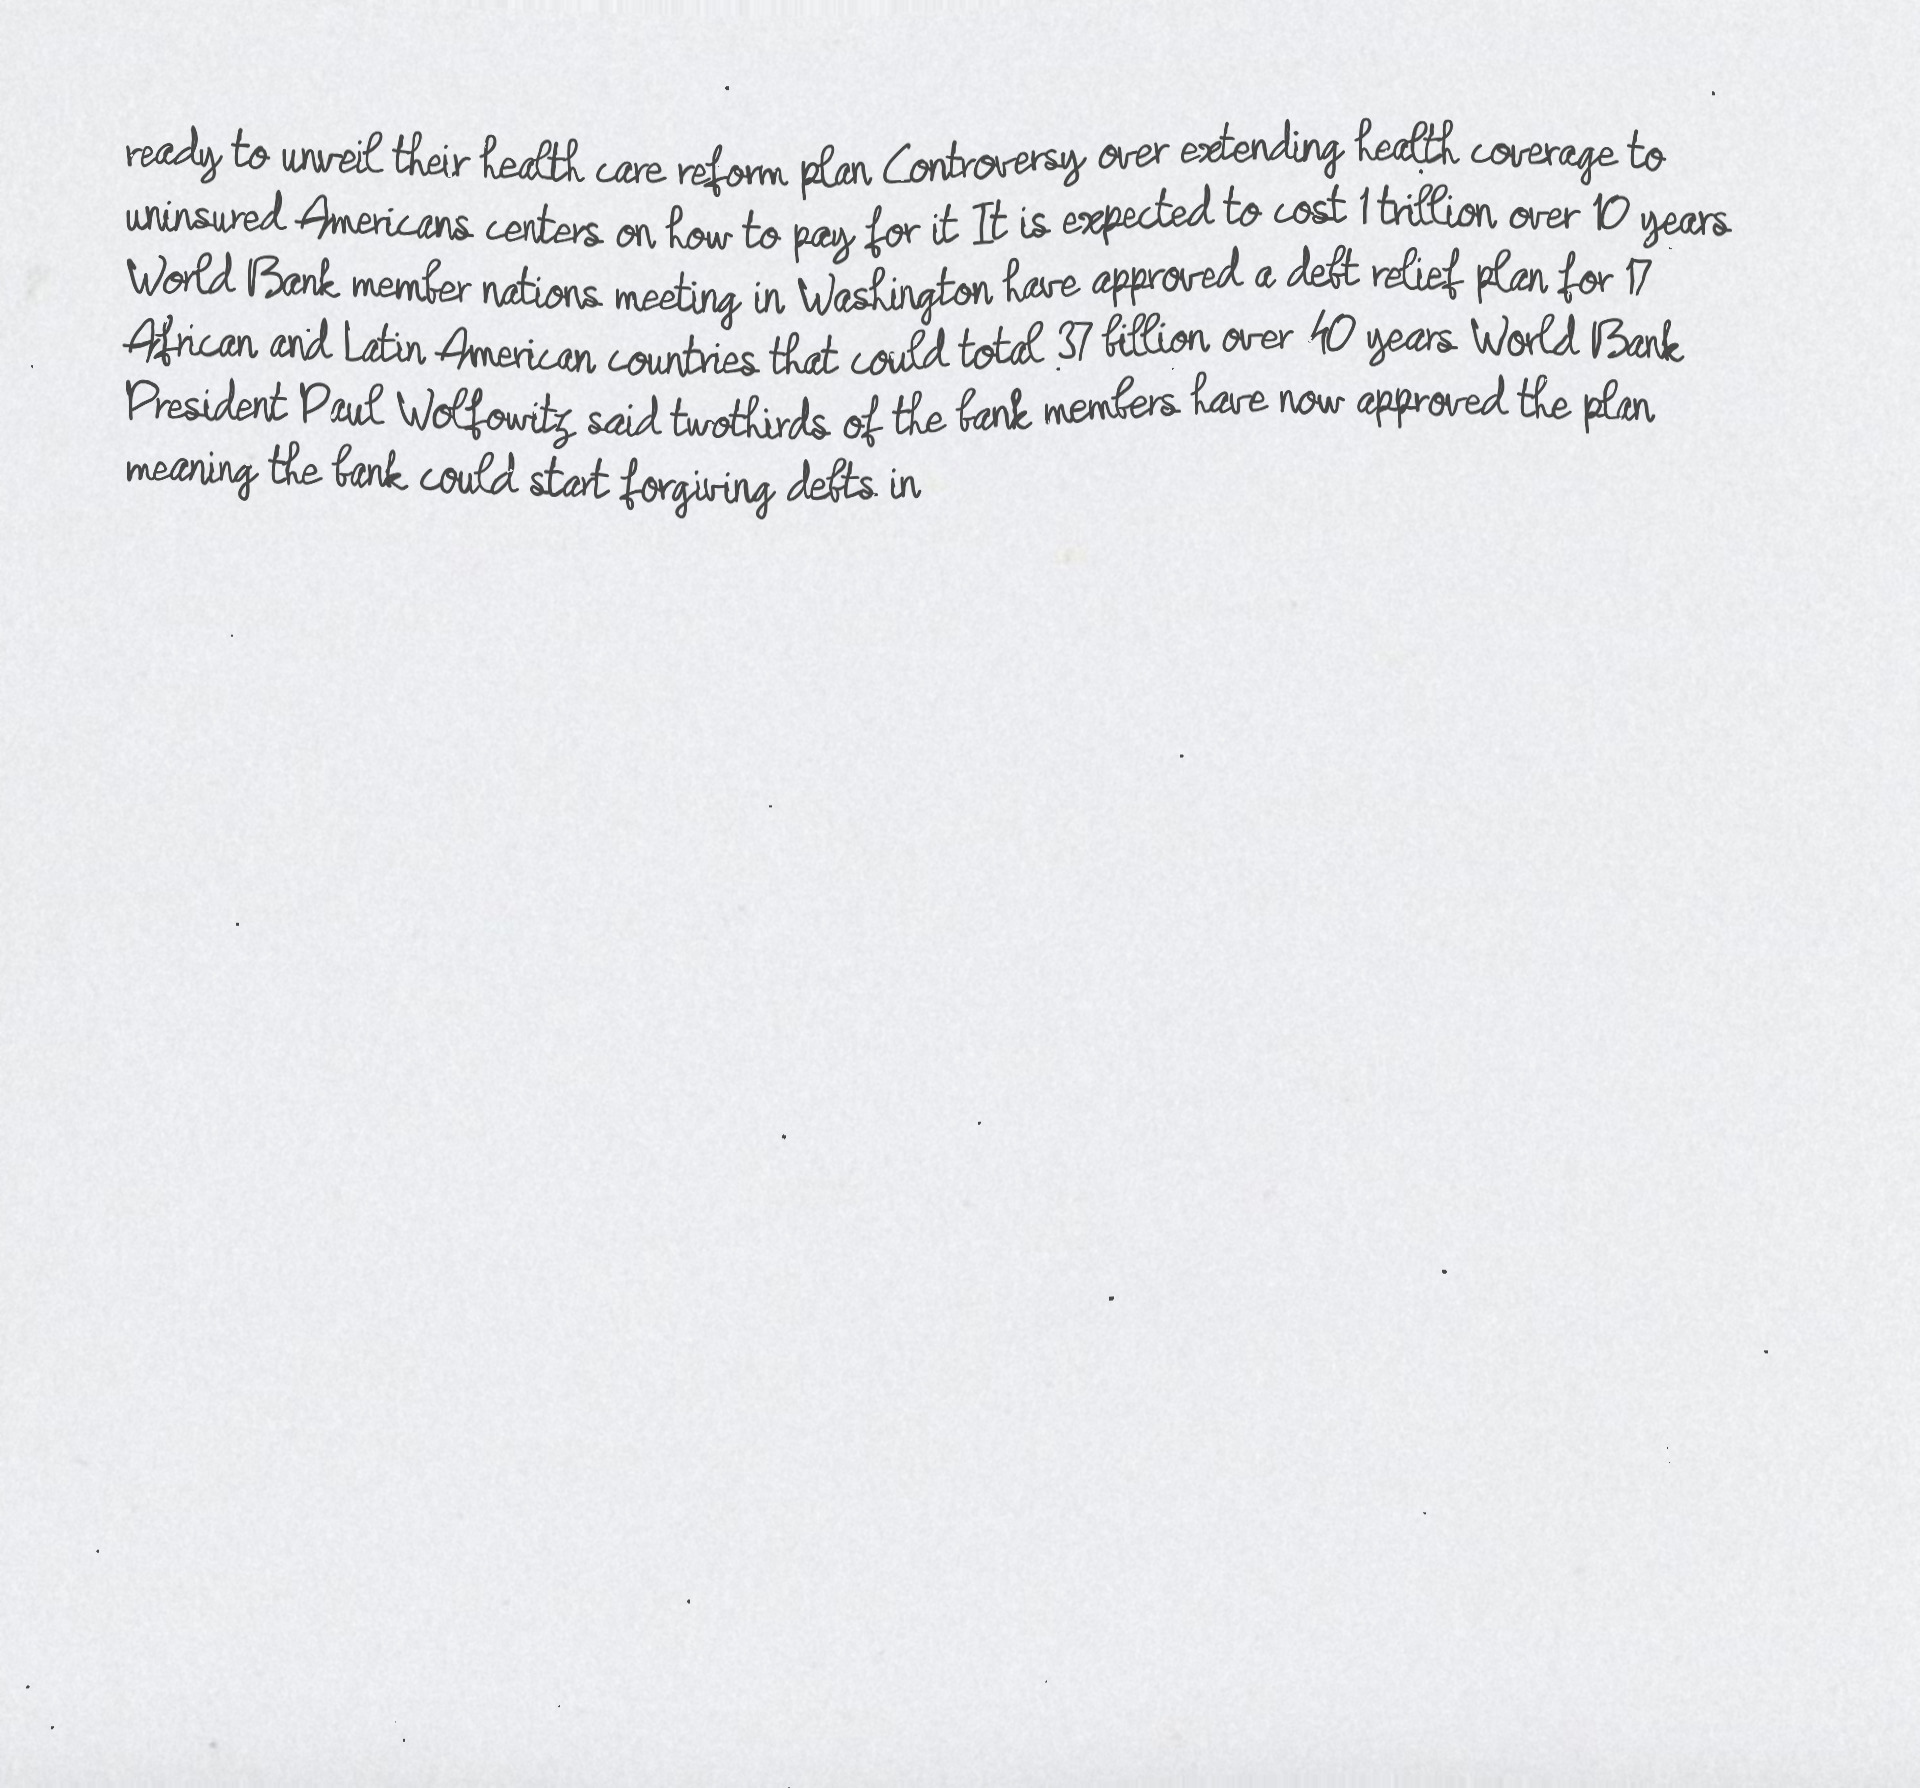 ready to unveil their health care reform plan Controversy over extending health coverage to
uninsured Americans centers on how to pay for it It is expected to cost 1 trillion over 10 years
World Bank member nations meeting in Washington have approved a debt relief plan for 17
African and Latin American countries that could total 37 billion over 40 years World Bank
President Paul Wolfowitz said twothirds of the bank members have now approved the plan
meaning the bank could start forgiving debts in